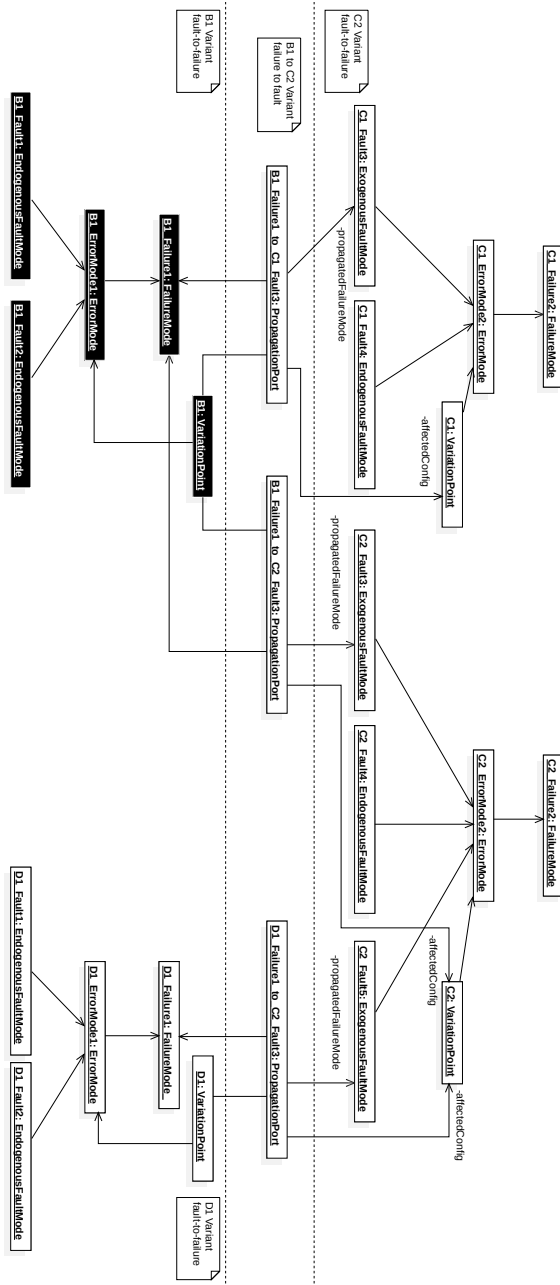 C1_Failure2: FailureMode
C2_Failure2: FailureMode
C1_ErrorMode2: ErrorMode
C2_ErrorMode2: ErrorMode
C1: VariationPoint
C2: VariationPoint
-affectedConfig
-affectedConfig
-affectedConfig
C2 Variant
fault-to-failure
C1_Fault3: ExogenousFaultMode
C1_Fault4: EndogenousFaultMode
C2_Fault3: ExogenousFaultMode
C2_Fault4: EndogenousFaultMode
C2_Fault5: ExogenousFaultMode
-propagatedFailureMode
-propagatedFailureMode
-propagatedFailureMode
B1 to C2 Variant
failure to fault
B1_Failure1_to_C1_Fault3: PropagationPort
B1_Failure1_to_C2_Fault3: PropagationPort
D1_Failure1_to_C2_Fault3: PropagationPort
B1 Variant
fault-to-failure
B1: VariationPoint
D1: VariationPoint
D1 Variant
fault-to-failure
B1_Failure1: FailureMode
D1_Failure1: FailureMode_
B1_ErrorMode1: ErrorMode
D1_ErrorMode1: ErrorMode
B1_Fault1: EndogenousFaultMode
B1_Fault2: EndogenousFaultMode
D1_Fault1: EndogenousFaultMode
D1_Fault2: EndogenousFaultMode